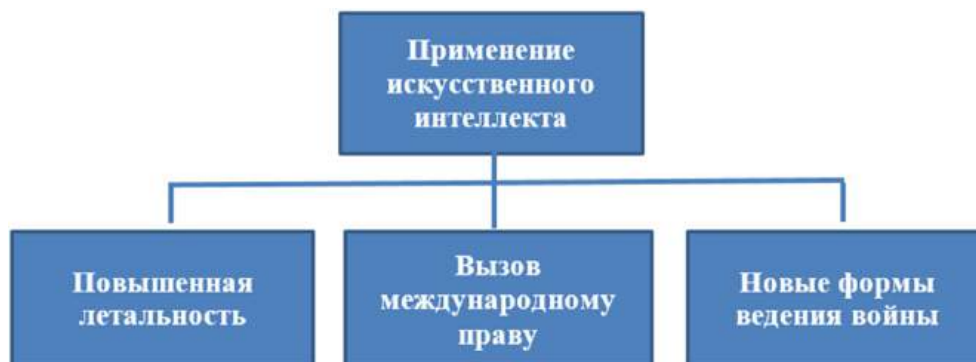 Применение
искусственного
интеллекта
Повышенная
летальность
Вызов
международному
праву
Новые формы
ведения войны